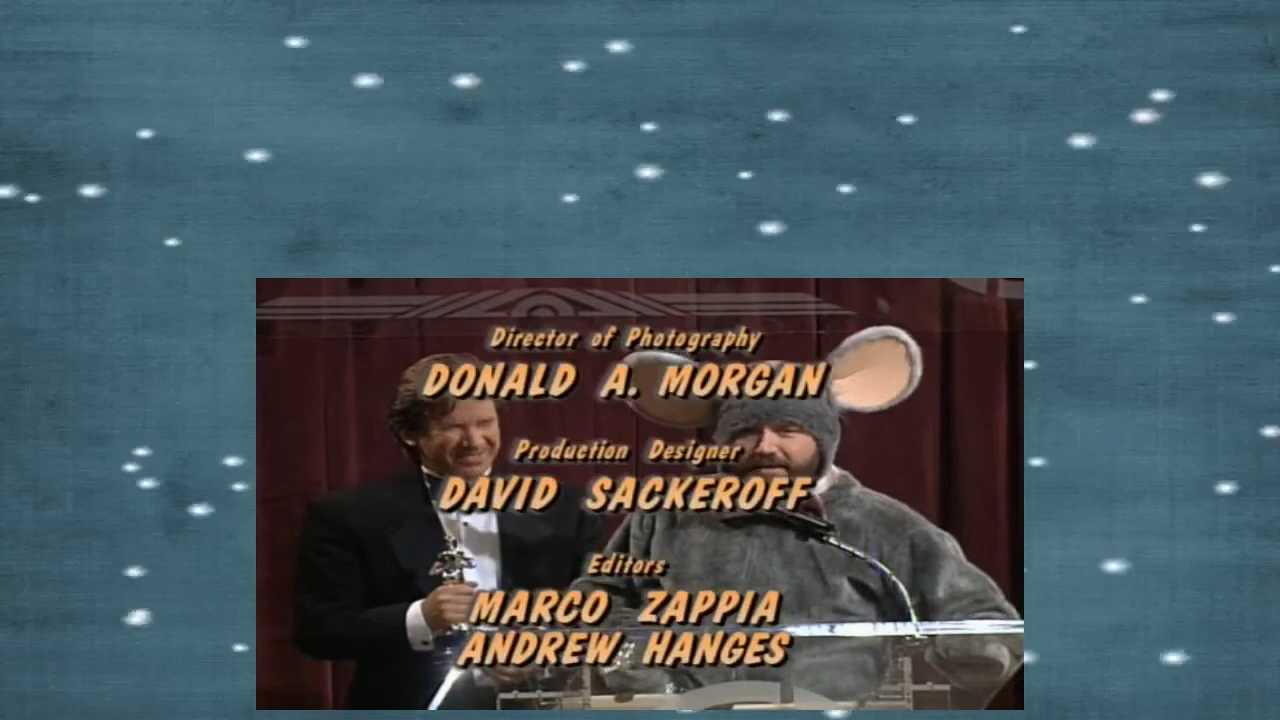 Director of Photography
DONALD A. MORGAN
Production Designer
DAVID SACKEROFF
Editors
MARCO ZAPPIA
ANDREW HANGES